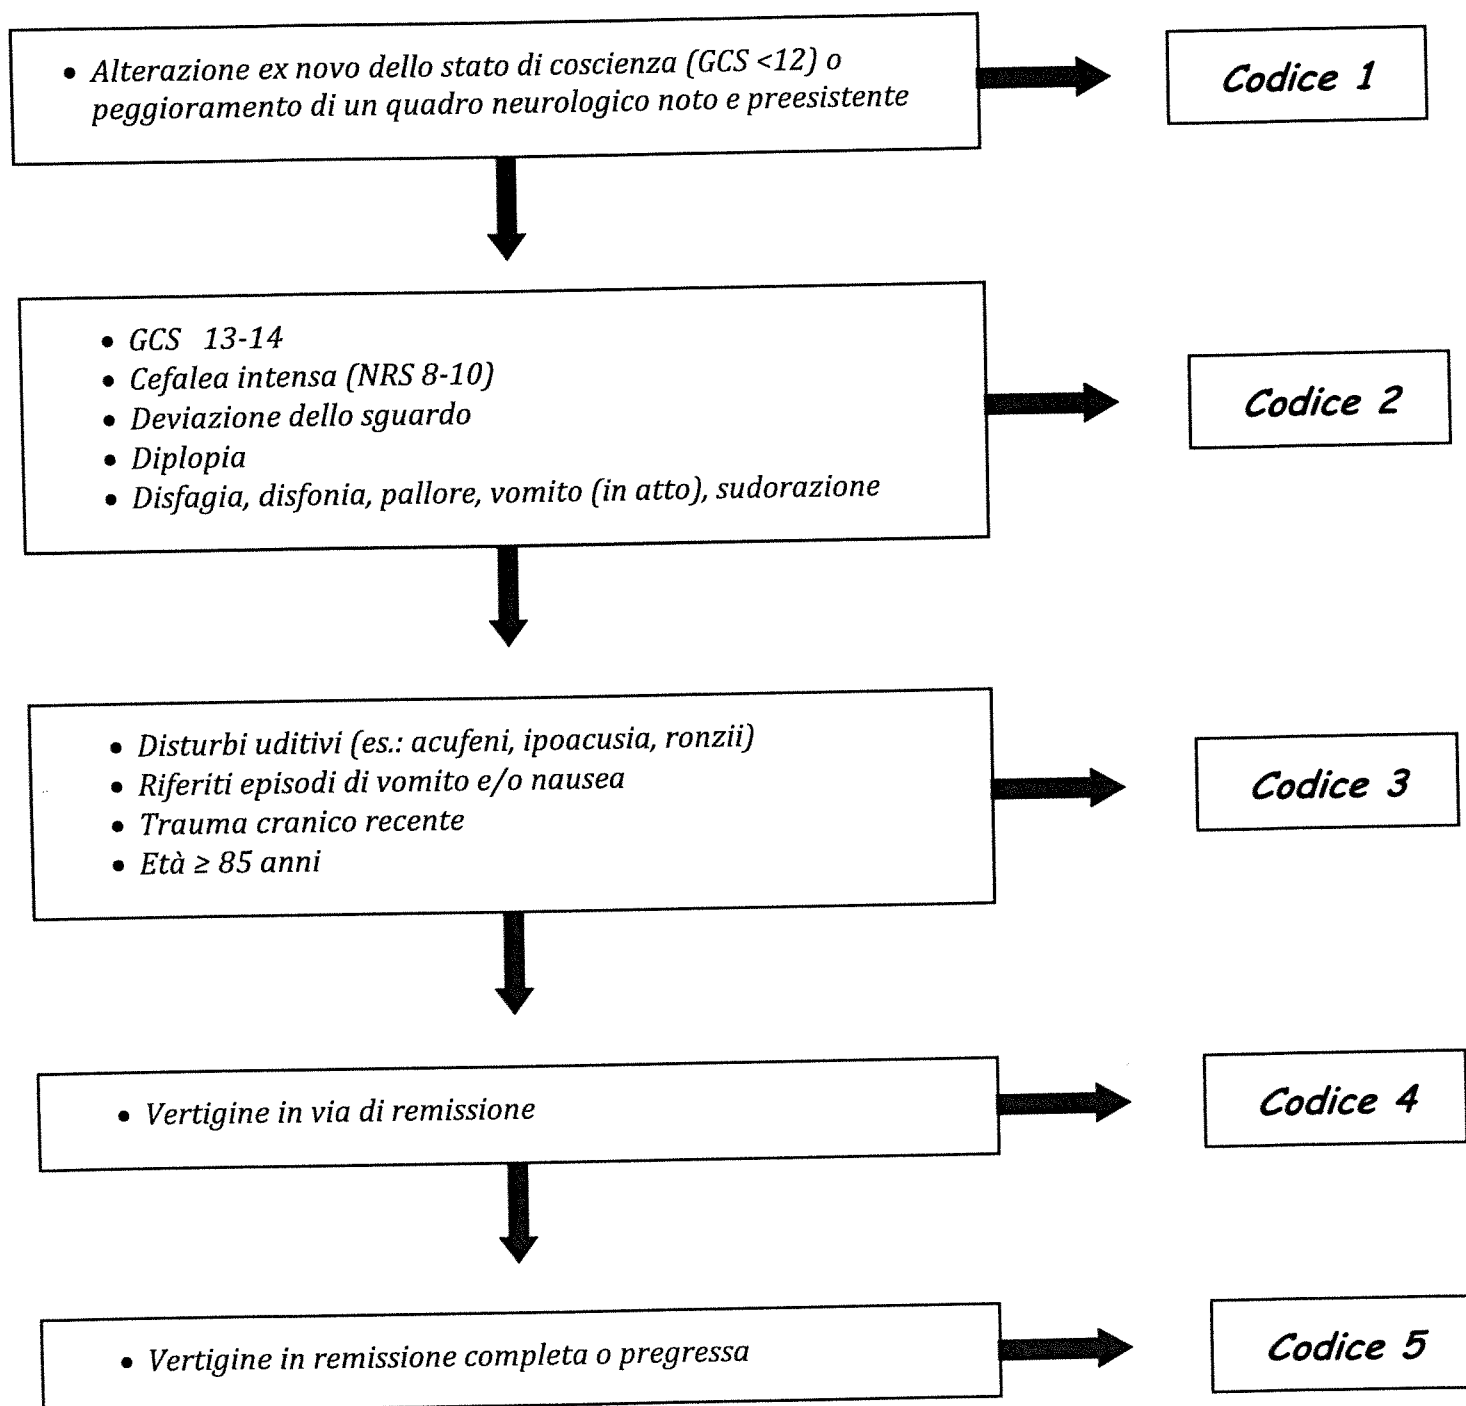 • Alterazione ex novo dello stato di coscienza (GCS <12) o
peggioramento di un quadro neurologico noto e preesistente
Codice 1
• GCS 13-14
• Cefalea intensa (NRS 8-10)
• Deviazione dello sguardo
• Diplopia
• Disfagia, disfonia, pallore, vomito (in atto), sudorazione
Codice 2
• Disturbi uditivi (es.: acufeni, ipoacusia, ronzii)
• Riferiti episodi di vomito e/o nausea
• Trauma cranico recente
• Età ≥ 85 anni
Codice 3
• Vertigine in via di remissione
Codice 4
• Vertigine in remissione completa o pregressa
Codice 5